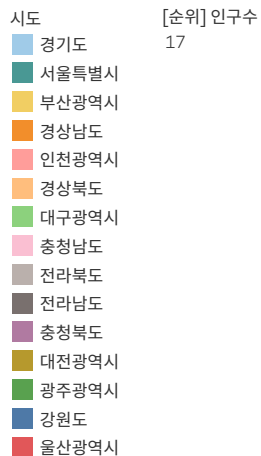 시도 [순위] 인구수
경기도 17
서울특별시
부산광역시
경상남도
인천광역시
경상북도
대구광역시
충청남도
전라북도
전라남도
충청북도
대전광역시
광주광역시
강원도
울산광역시